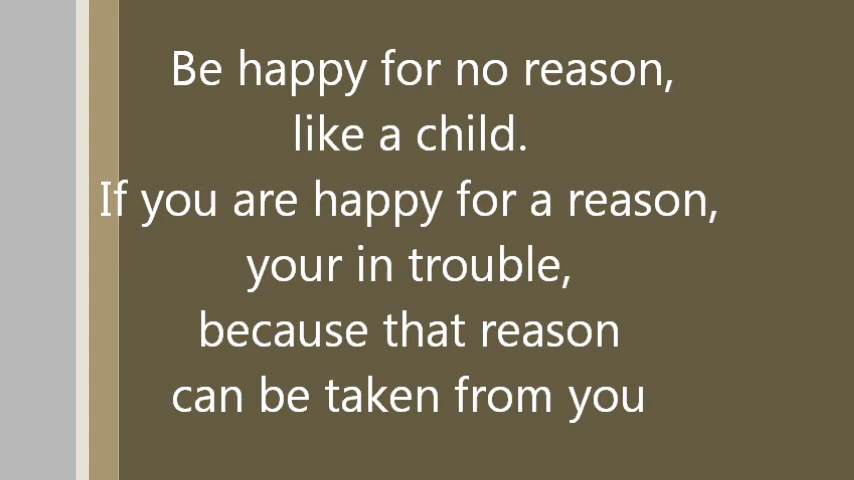 Be happy for no reason,
like a child.
If you are happy for a reason,
your in trouble,
because that reason
can be taken from you